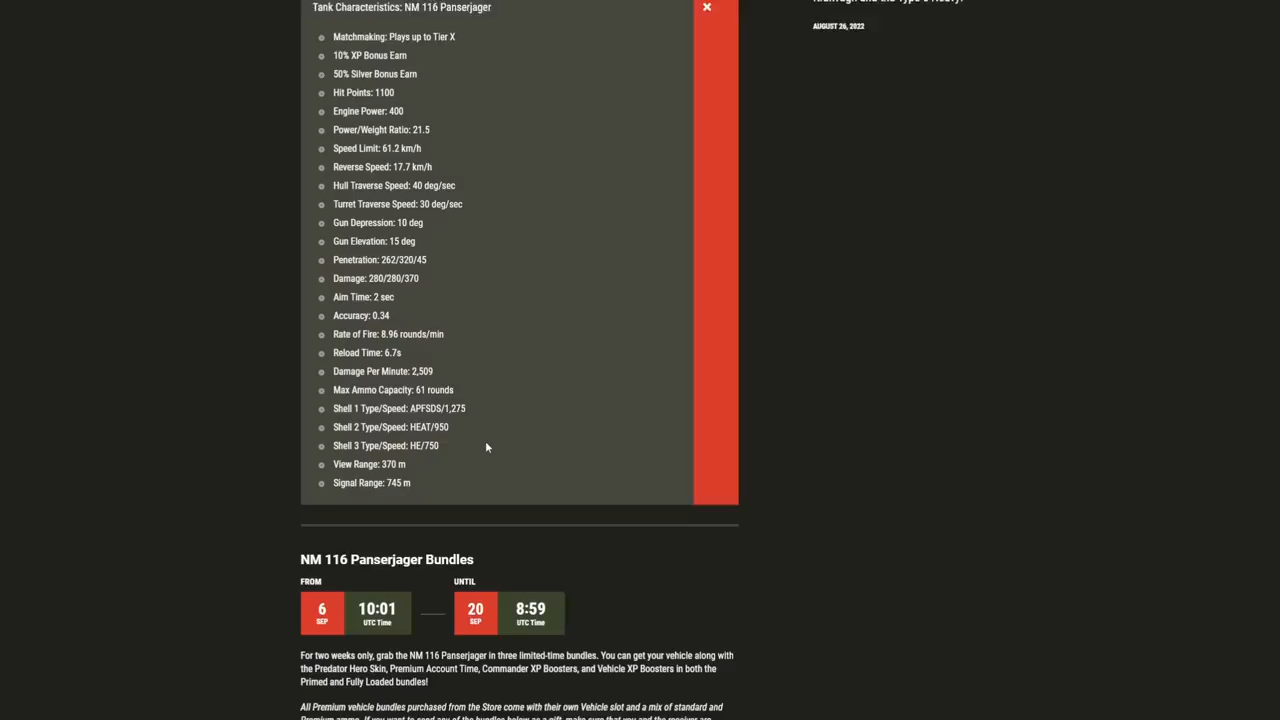 Tank Characteristics: NM 116 Panserjager
Matchmaking: Plays up to Tier X
10% XP Bonus Earn
50% Silver Bonus Earn
Hit Points: 1100
Engine Power: 400
Power/Weight Ratio: 21.5
Speed Limit: 61.2 km/h
Reverse Speed: 17.7 km/h
Hull Traverse Speed: 40 deg/sec
Turret Traverse Speed: 30 deg/sec
Gun Depression: 10 deg
Gun Elevation: 15 deg
Penetration: 262/320/45
Damage: 280/280/370
Aim Time: 2 sec
Accuracy: 0.34
Rate of Fire: 8.96 rounds/min
Reload Time: 6.7s
Damage Per Minute: 2,509
Max Ammo Capacity: 61 rounds
Shell 1 Type/Speed: APFSDS/1,275
Shell 2 Type/Speed: HEAT/950
Shell 3 Type/Speed: HE/750
View Range: 370 m
Signal Range: 745 m
AUGUST 26, 2022
NM 116 Panserjager Bundles
FROM UNTIL
6 SEP 10:01 UTC Time 20 SEP 8:59 UTC Time
For two weeks only, grab the NM 116 Panserjager in three limited-time bundles. You can get your vehicle along with
the Predator Hero Skin, Premium Account Time, Commander XP Boosters, and Vehicle XP Boosters in both the
Primed and Fully Loaded bundles!
All Premium vehicle bundles purchased from the Store come with their own Vehicle slot and a mix of standard and